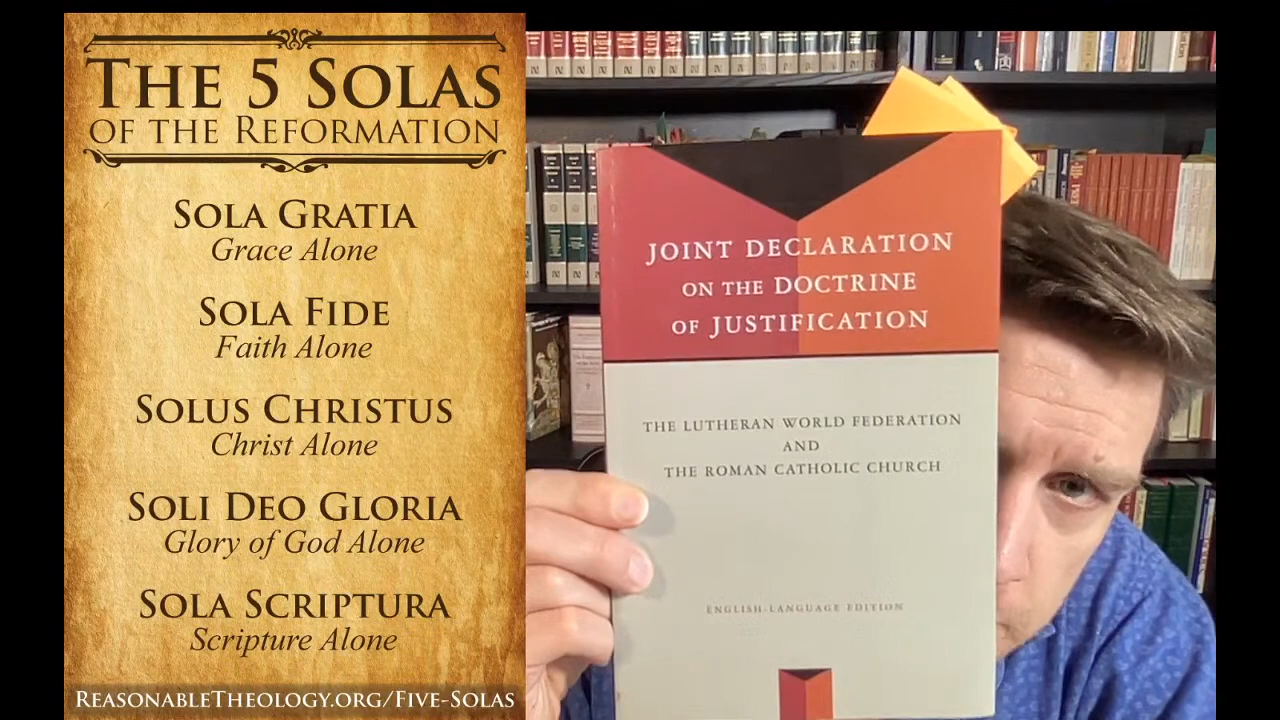 THE 5 SOLAS
OF THE REFORMATION
SOLA GRATIA
Grace Alone
SOLA FIDE
Faith Alone
SOLUS CHRISTUS
Christ Alone
SOLI DEO GLORIA
Glory of God Alone
SOLA SCRIPTURA
Scripture Alone
REASONABLETHEOLOGY.ORG/FIVE-SOLAS
JOINT DECLARATION
ON THE DOCTRINE
OF JUSTIFICATION
THE LUTHERAN WORLD FEDERATION
AND
THE ROMAN CATHOLIC CHURCH
ENGLISH-LANGUAGE EDITION